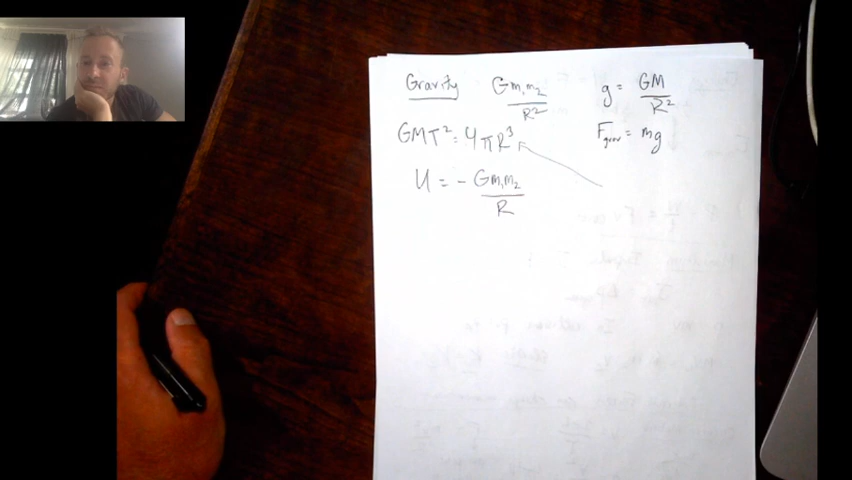 Gravity Gm₁m₂/R² g = GM/R²
GMT² = 4πR³ F_grav = mg
U = - Gm₁m₂/R